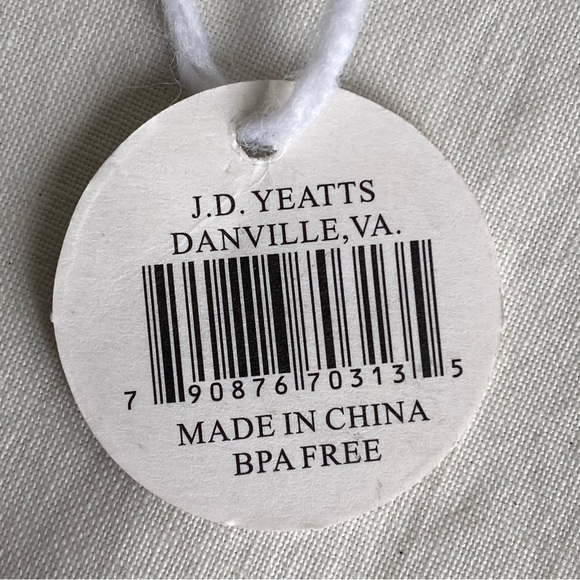 J.D. YEATTS
DANVILLE,VA.
7 90876 70313 5
MADE IN CHINA
BPA FREE